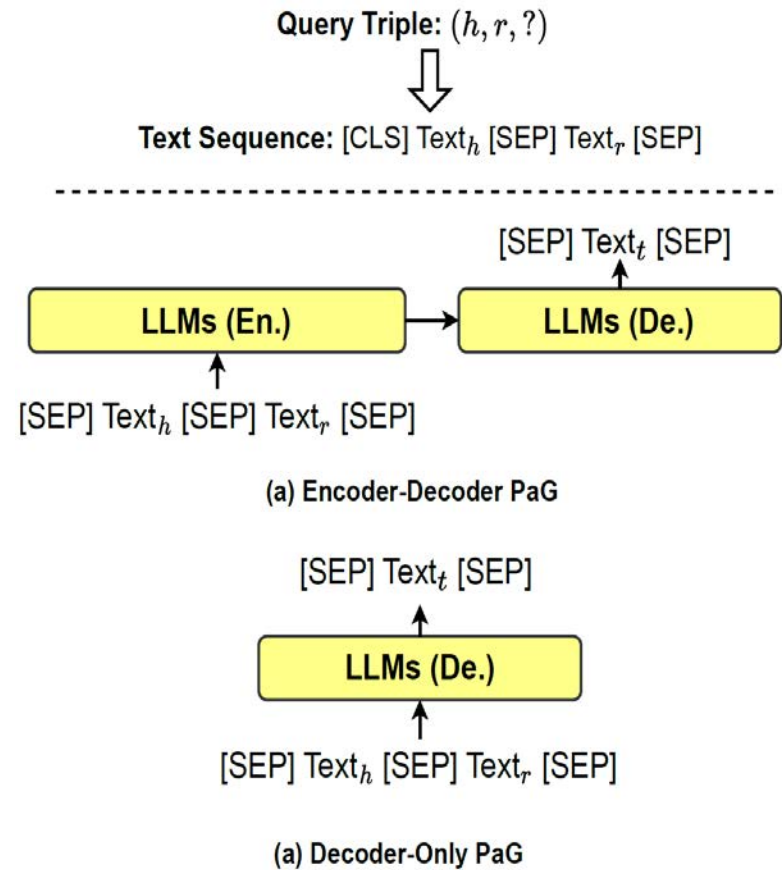 Query Triple: (h, r, ?)
Text Sequence: [CLS] Text_h [SEP] Text_r [SEP]
[SEP] Text_t [SEP]
LLMs (En.) LLMs (De.)
[SEP] Text_h [SEP] Text_r [SEP]
(a) Encoder-Decoder PaG
[SEP] Text_t [SEP]
LLMs (De.)
[SEP] Text_h [SEP] Text_r [SEP]
(a) Decoder-Only PaG